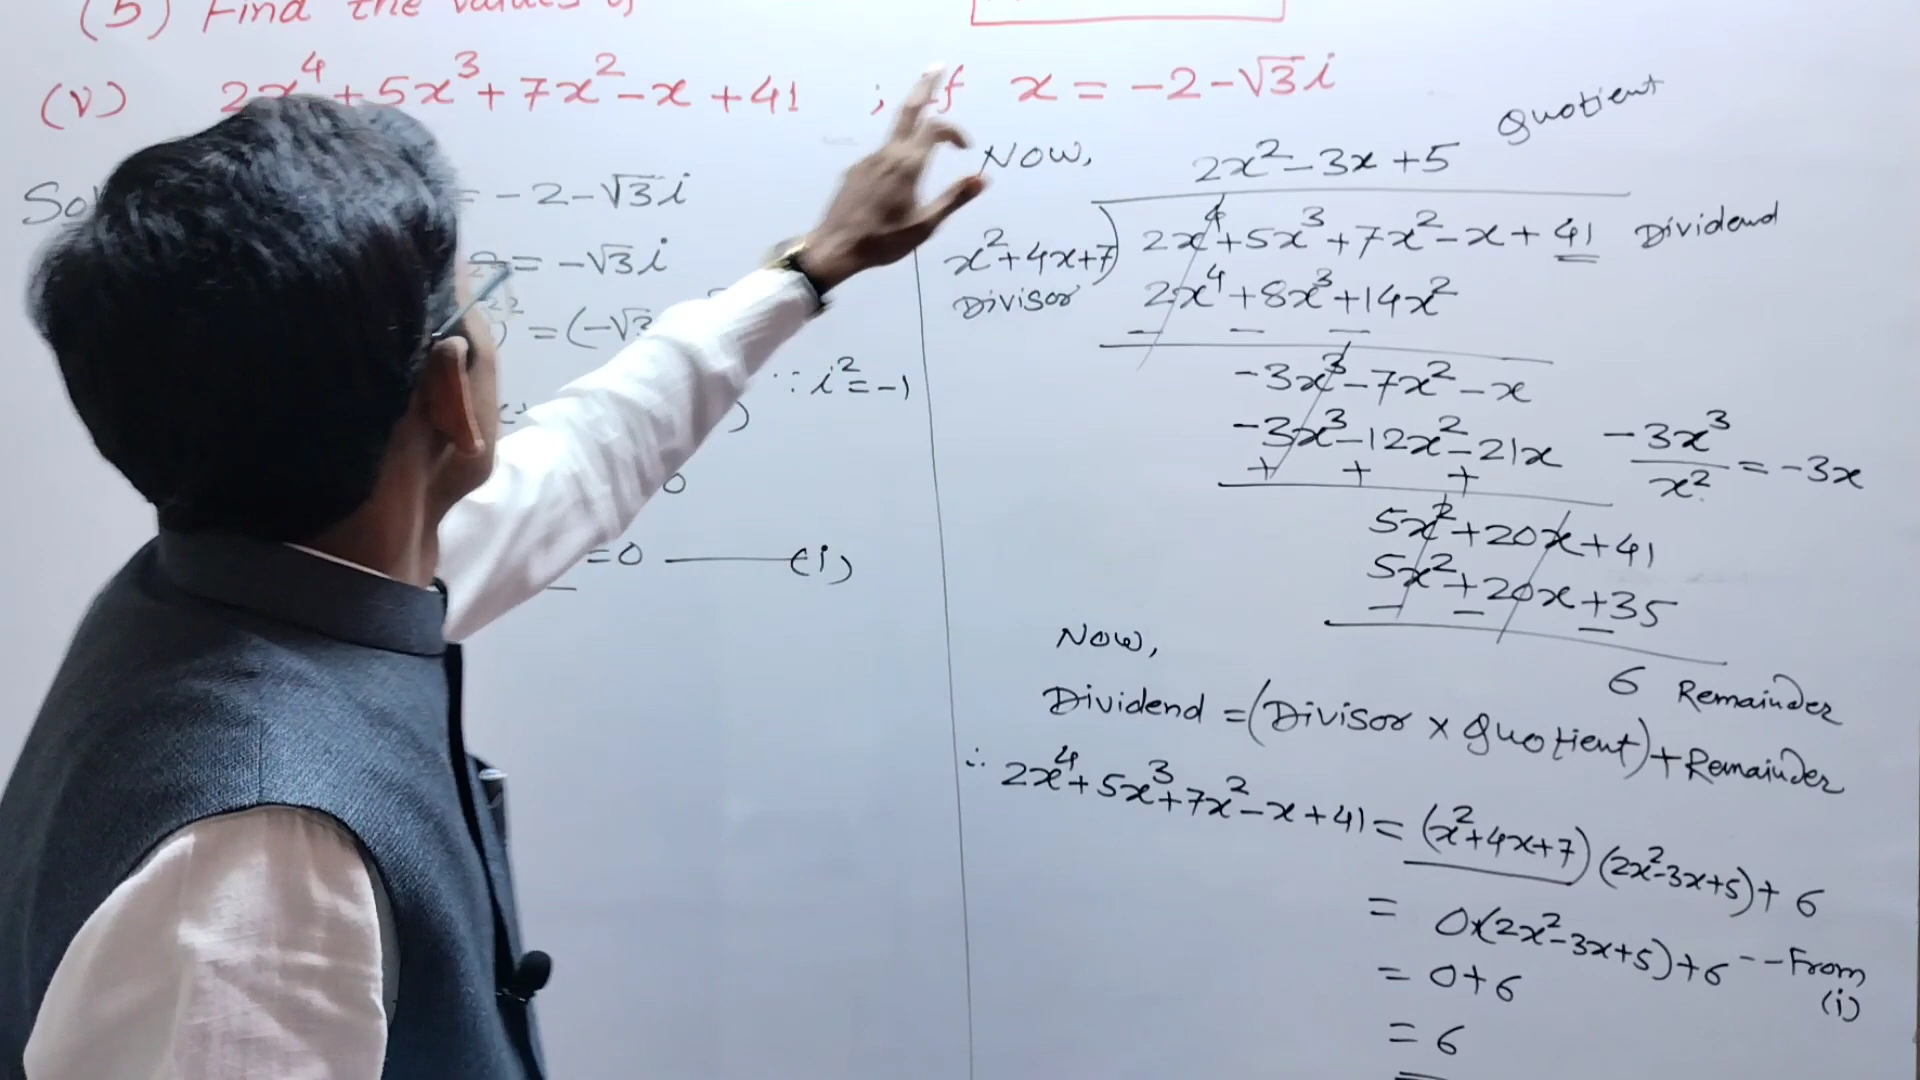 (5) Find the values of
(V) 2x⁴+5x³+7x²-x+41 ; if x = -2-√3i
= -2-√3i
= -√3i
=(-√3
∵ i²=-1
0
=0 ———(i)
Now,
2x²-3x+5 Quotient
x²+4x+7) 2x⁴+5x³+7x²-x+41 Dividend
Divisor 2x⁴+8x³+14x²
- - -
-3x³-7x²-x
-3x³-12x²-21x -3x³/x² = -3x
+ + +
5x²+20x+41
5x²+20x+35
- - -
6 Remainder
Now,
Dividend =(Divisor × Quotient)+Remainder
∴ 2x⁴+5x³+7x²-x+41=(x²+4x+7)(2x²-3x+5)+6
= 0×(2x²-3x+5)+6 --From (i)
= 0+6
= 6